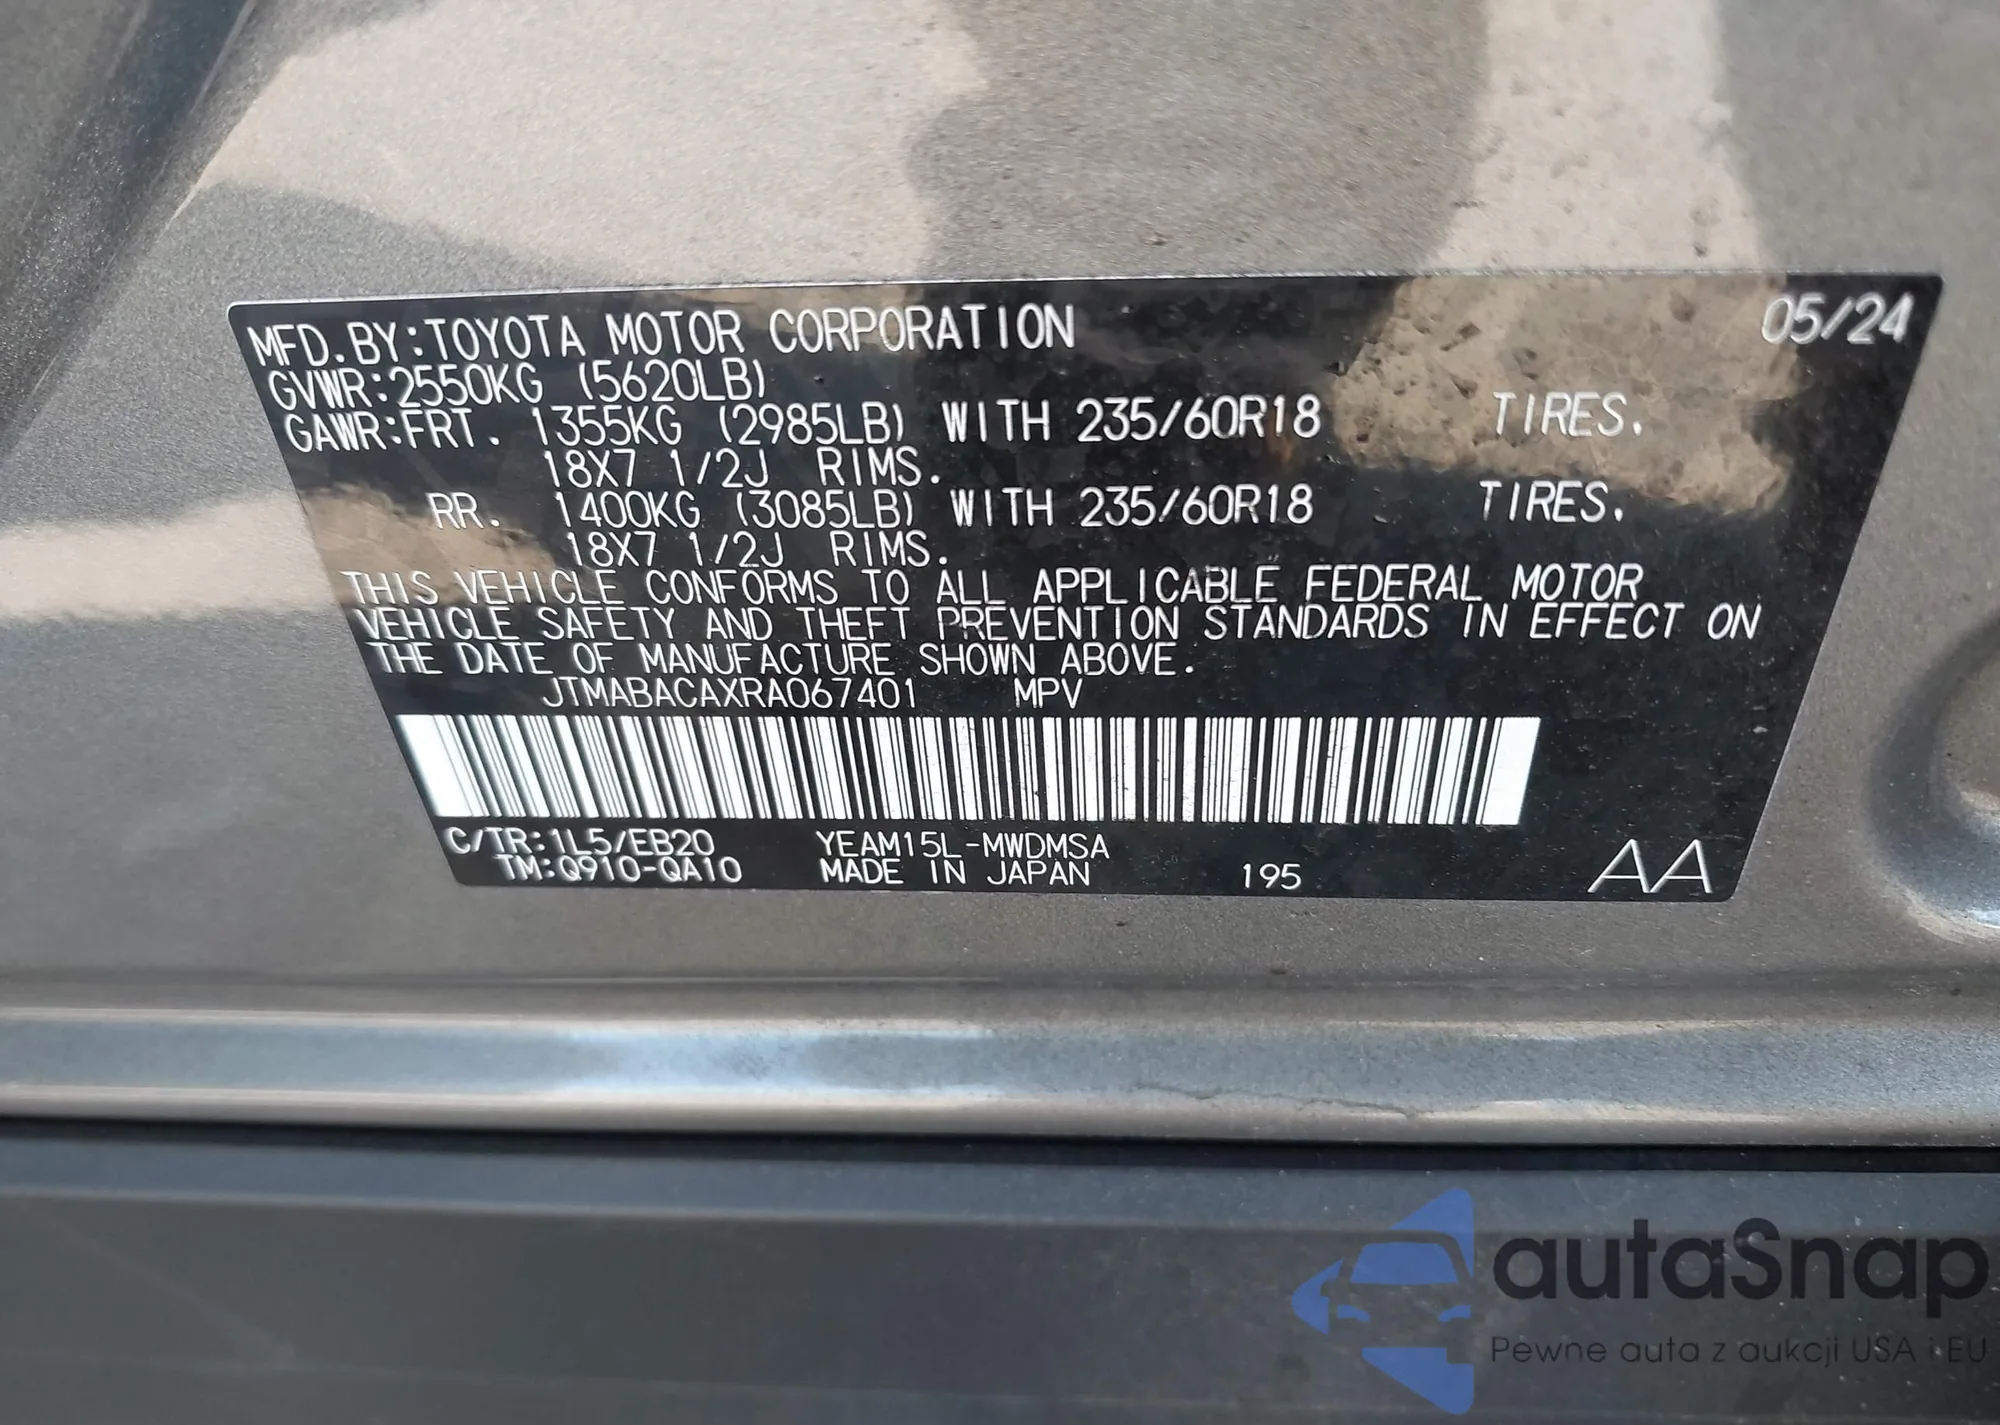 MFD.BY:TOYOTA MOTOR CORPORATION 05/24
GVWR:2550KG (5620LB)
GAWR:FRT. 1355KG (2985LB) WITH 235/60R18 TIRES.
18X7 1/2J RIMS.
RR. 1400KG (3085LB) WITH 235/60R18 TIRES.
18X7 1/2J RIMS.
THIS VEHICLE CONFORMS TO ALL APPLICABLE FEDERAL MOTOR
VEHICLE SAFETY AND THEFT PREVENTION STANDARDS IN EFFECT ON
THE DATE OF MANUFACTURE SHOWN ABOVE.
JTMABACAXRA067401 MPV
C/TR:1L5/EB20 YEAM15L-MWDMSA
TM:Q910-QA10 MADE IN JAPAN 195 AA
autaSnap
Pewne auta z aukcji USA i EU